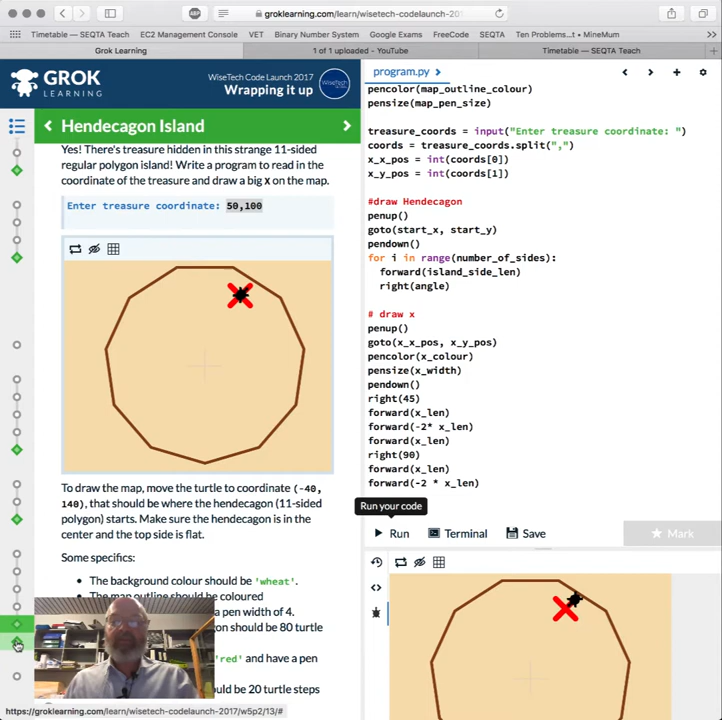 groklearning.com/learn/wisetech-codelaunch-201
Timetable — SEQTA Teach
EC2 Management Console
VET
Binary Number System
Google Exams
FreeCode
SEQTA
Ten Problems...t • MineMum
Grok Learning
1 of 1 uploaded - YouTube
Timetable — SEQTA Teach
GROK
LEARNING
WiseTech Code Launch 2017
Wrapping it up
Hendecagon Island
Yes! There's treasure hidden in this strange 11-sided
regular polygon island! Write a program to read in the
coordinate of the treasure and draw a big X on the map.
Enter treasure coordinate: 50,100
To draw the map, move the turtle to coordinate (-40,
140), that should be where the hendecagon (11-sided
polygon) starts. Make sure the hendecagon is in the
center and the top side is flat.
Some specifics:
The background colour should be 'wheat'.
The map outline should be coloured
a pen width of 4.
gon should be 80 turtle
'red' and have a pen
uld be 20 turtle steps
https://groklearning.com/learn/wisetech-codelaunch-2017/w5p2/13/#
program.py
pencolor(map_outline_colour)
pensize(map_pen_size)
treasure_coords = input("Enter treasure coordinate: ")
coords = treasure_coords.split(",")
x_x_pos = int(coords[0])
x_y_pos = int(coords[1])
#draw Hendecagon
penup()
goto(start_x, start_y)
pendown()
for i in range(number_of_sides):
forward(island_side_len)
right(angle)
# draw x
penup()
goto(x_x_pos, x_y_pos)
pencolor(x_colour)
pensize(x_width)
pendown()
right(45)
forward(x_len)
forward(-2* x_len)
forward(x_len)
right(90)
forward(x_len)
forward(-2 * x_len)
Run your code
Run
Terminal
Save
Mark